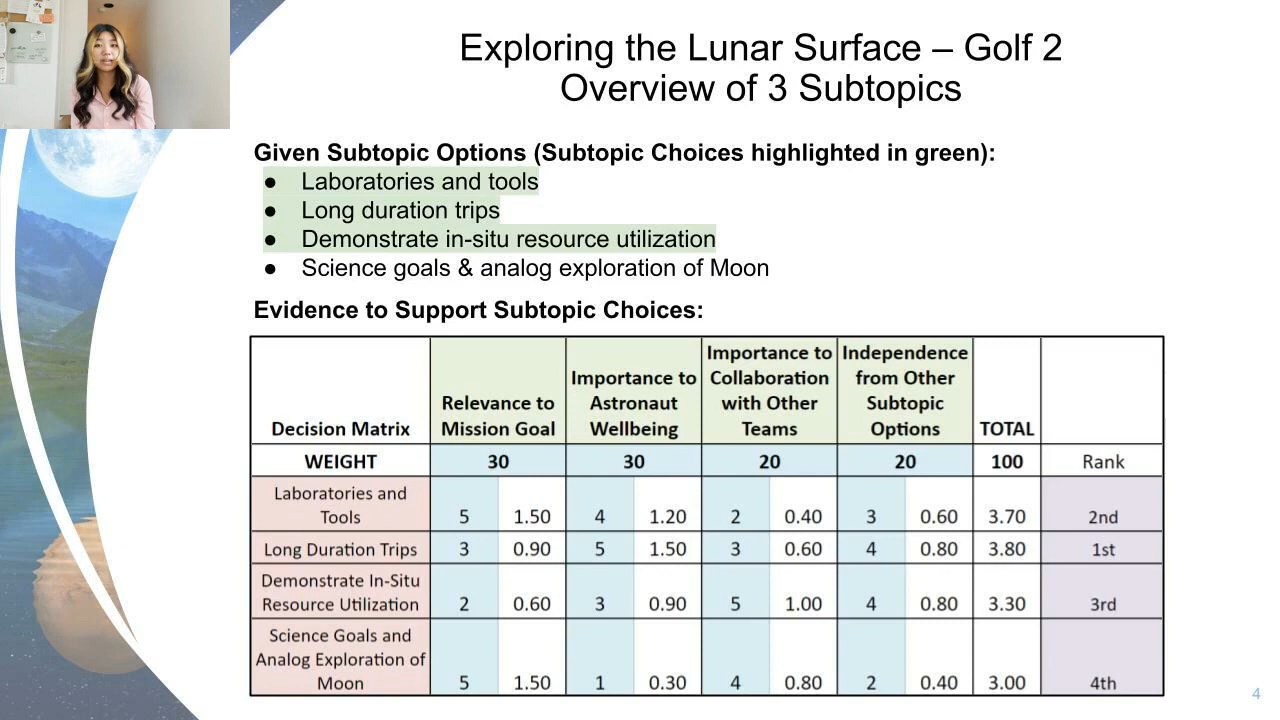 Exploring the Lunar Surface – Golf 2
Overview of 3 Subtopics
Given Subtopic Options (Subtopic Choices highlighted in green):
● Laboratories and tools
● Long duration trips
● Demonstrate in-situ resource utilization
● Science goals & analog exploration of Moon
Evidence to Support Subtopic Choices:
Decision Matrix
Relevance to
Mission Goal
Importance to
Astronaut
Wellbeing
Importance to
Collaboration
with Other
Teams
Independence
from Other
Subtopic
Options
TOTAL
WEIGHT 30 30 20 20 100 Rank
Laboratories and
Tools 5 1.50 4 1.20 2 0.40 3 0.60 3.70 2nd
Long Duration Trips 3 0.90 5 1.50 3 0.60 4 0.80 3.80 1st
Demonstrate In-Situ
Resource Utilization 2 0.60 3 0.90 5 1.00 4 0.80 3.30 3rd
Science Goals and
Analog Exploration of
Moon 5 1.50 1 0.30 4 0.80 2 0.40 3.00 4th
4